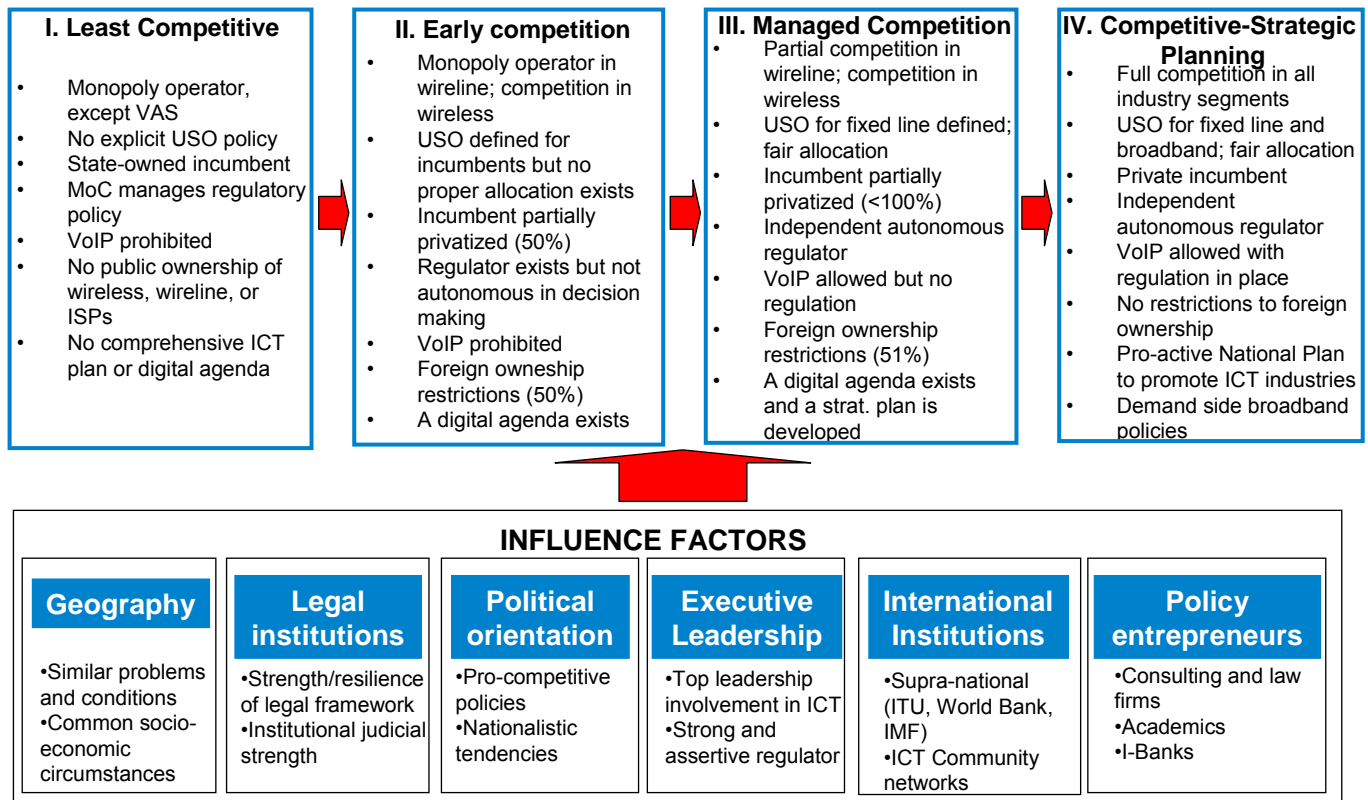 I. Least Competitive
• Monopoly operator,
except VAS
• No explicit USO policy
• State-owned incumbent
• MoC manages regulatory
policy
• VoIP prohibited
• No public ownership of
wireless, wireline, or
ISPs
• No comprehensive ICT
plan or digital agenda
II. Early competition
• Monopoly operator in
wireline; competition in
wireless
• USO defined for
incumbents but no
proper allocation exists
• Incumbent partially
privatized (50%)
• Regulator exists but not
autonomous in decision
making
• VoIP prohibited
• Foreign owneship
restrictions (50%)
• A digital agenda exists
III. Managed Competition
• Partial competition in
wireline; competition in
wireless
• USO for fixed line defined;
fair allocation
• Incumbent partially
privatized (<100%)
• Independent autonomous
regulator
• VoIP allowed but no
regulation
• Foreign ownership
restrictions (51%)
• A digital agenda exists
and a strat. plan is
developed
IV. Competitive-Strategic
Planning
• Full competition in all
industry segments
• USO for fixed line and
broadband; fair allocation
• Private incumbent
• Independent
autonomous regulator
• VoIP allowed with
regulation in place
• No restrictions to foreign
ownership
• Pro-active National Plan
to promote ICT industries
• Demand side broadband
policies
INFLUENCE FACTORS
Geography
•Similar problems
and conditions
•Common socio-
economic
circumstances
Legal
institutions
•Strength/resilience
of legal framework
•Institutional judicial
strength
Political
orientation
•Pro-competitive
policies
•Nationalistic
tendencies
Executive
Leadership
•Top leadership
involvement in ICT
•Strong and
assertive regulator
International
Institutions
•Supra-national
(ITU, World Bank,
IMF)
•ICT Community
networks
Policy
entrepreneurs
•Consulting and law
firms
•Academics
•I-Banks